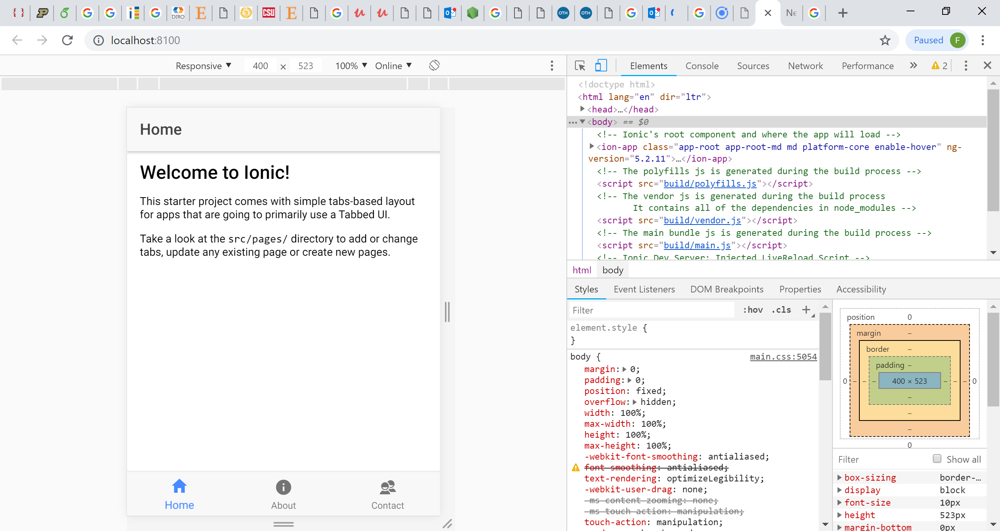 DIRO
E
CSU
E
OTH
OTH
Ne
localhost:8100
Paused
F
Responsive ▼ 400 × 523 100% ▼ Online ▼
Home
Welcome to Ionic!
This starter project comes with simple tabs-based layout
for apps that are going to primarily use a Tabbed UI.
Take a look at the src/pages/ directory to add or change
tabs, update any existing page or create new pages.
Home
About
Contact
Elements Console Sources Network Performance » 2
<!doctype html>
<html lang="en" dir="ltr">
<head>…</head>
<body> == $0
<!-- Ionic's root component and where the app will load -->
<ion-app class="app-root app-root-md md platform-core enable-hover" ng-
version="5.2.11">…</ion-app>
<!-- The polyfills js is generated during the build process -->
<script src="build/polyfills.js"></script>
<!-- The vendor js is generated during the build process
It contains all of the dependencies in node_modules -->
<script src="build/vendor.js"></script>
<!-- The main bundle js is generated during the build process -->
<script src="build/main.js"></script>
<!-- Ionic Dev Server: Injected LiveReload Script -->
html body
Styles Event Listeners DOM Breakpoints Properties Accessibility
Filter :hov .cls +
element.style {
}
body { main.css:5054
margin: 0;
padding: 0;
position: fixed;
overflow: hidden;
width: 100%;
max-width: 100%;
height: 100%;
max-height: 100%;
-webkit-font-smoothing: antialiased;
font-smoothing: antialiased;
text-rendering: optimizeLegibility;
-webkit-user-drag: none;
-ms-content-zooming: none;
-ms-touch-action: manipulation;
touch-action: manipulation;
position 0
margin –
border –
padding –
0 – – – 400 × 523 – – – 0
–
–
–
0
Filter Show all
box-sizing border-…
display block
font-size 10px
height 523px
margin-bottom 0px